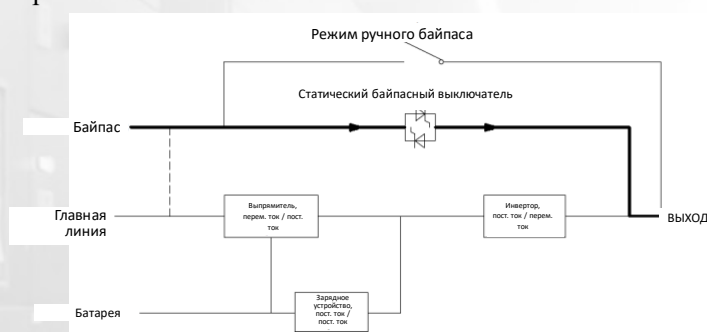 Режим ручного байпаса
Статический байпасный выключатель
Байпас
Выпрямитель,
перем. ток / пост.
ток
Инвертор,
пост. ток / перем.
ток
Главная
линия
ВЫХОД
Зарядное
устройство,
пост. ток /
пост. ток
Батарея